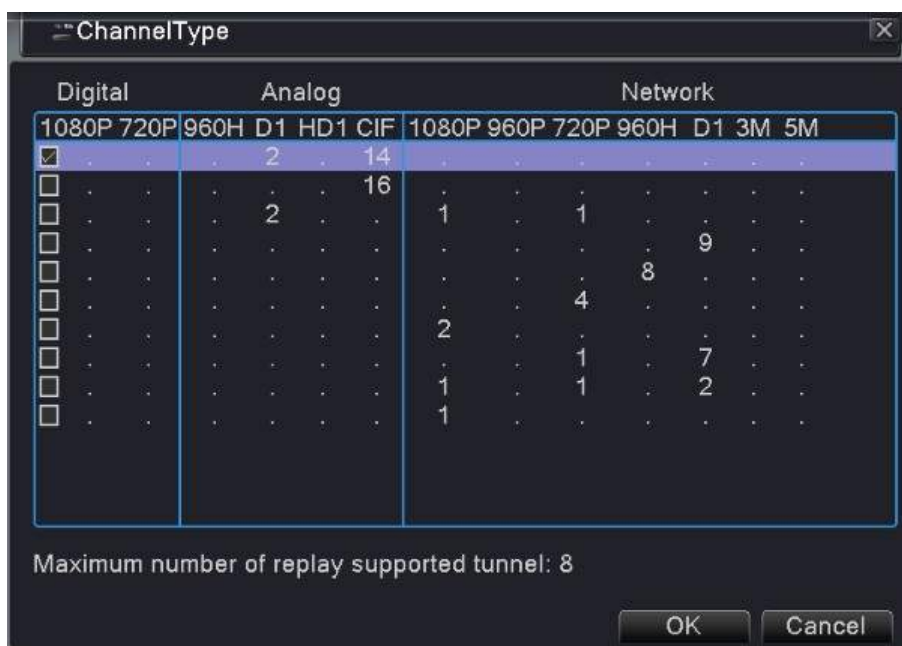 ChannelType
Digital Analog Network
1080P 720P 960H D1 HD1 CIF 1080P 960P 720P 960H D1 3M 5M
. . . 2 . 14 . . . . . . .
. . . . . 16 . . . . . . .
. . . 2 . . 1 . 1 . . . .
. . . . . . . . . . 9 . .
. . . . . . . . . 8 . . .
. . . . . . . . 4 . . . .
. . . . . . 2 . . . . . .
. . . . . . . . 1 . 7 . .
. . . . . . 1 . 1 . 2 . .
. . . . . . 1 . . . . . .
Maximum number of replay supported tunnel: 8
OK Cancel